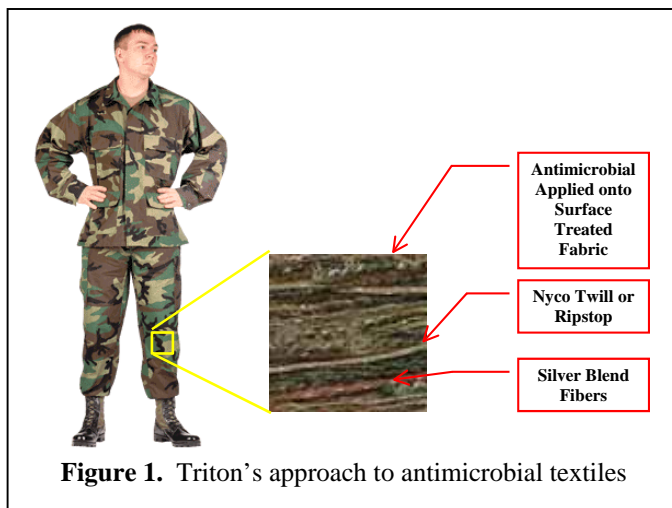 Antimicrobial
Applied onto
Surface
Treated
Fabric
Nyco Twill or
Ripstop
Silver Blend
Fibers
Figure 1. Triton’s approach to antimicrobial textiles